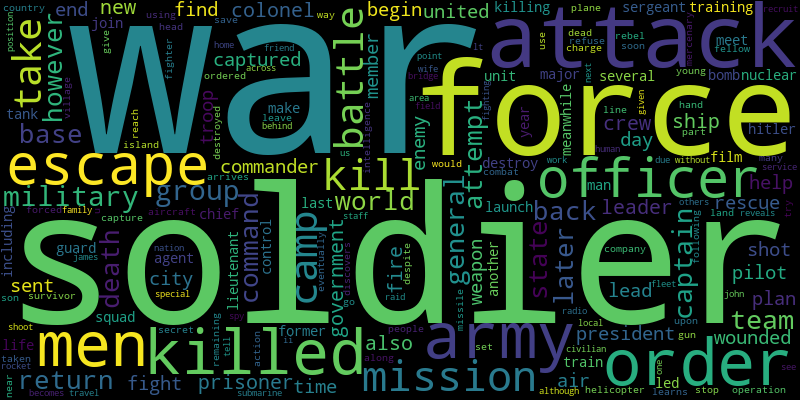 country using plane end new join find colonel begin united killing sergeant training recruit
position take however war way head save give fighter captured battle member attack use dead refuse charge rebel soon meet fellow mercenary
village troop home friend ordered across force point wife lt bridge unit major several young bomb nuclear
tank base destroyed reach island make leave behind us intelligence area field enemy fighting meanwhile year next line given crew hand part ship day hitler
escape commander arrives kill attempt would destroy combat work human due without film many service
military group last world officer man help try
including forced family capture aircraft chief command camp staff general launch back leader others rescue land reveals
guard james death nation agent control lieutenant eventually government discovers fire despite weapon another state later company captain following shot pilot
soldier
son sent survivor city special go raid missile lead fleet john plan
squad secret former people radio local president upon gun team
shoot men killed spy remaining tell action ii also army set civilian wounded
life taken rocket along train order one see
near return becomes travel fight prisoner submarine time mission although air helicopter led learns stop operation